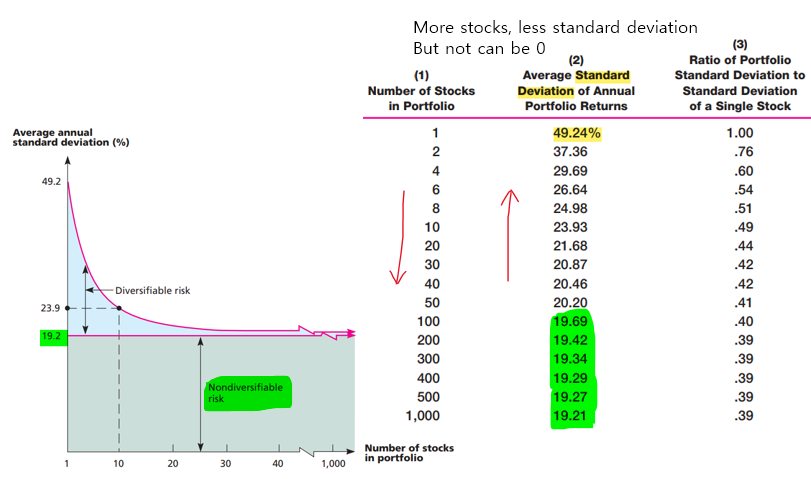 More stocks, less standard deviation
But not can be 0
Average annual
standard deviation (%)
49.2
23.9
19.2
Diversifiable risk
Nondiversifiable
risk
1 10 20 30 40 1,000
Number of stocks
in portfolio
(1)
Number of Stocks
in Portfolio
(2)
Average Standard
Deviation of Annual
Portfolio Returns
(3)
Ratio of Portfolio
Standard Deviation to
Standard Deviation
of a Single Stock
1 49.24% 1.00
2 37.36 .76
4 29.69 .60
6 26.64 .54
8 24.98 .51
10 23.93 .49
20 21.68 .44
30 20.87 .42
40 20.46 .42
50 20.20 .41
100 19.69 .40
200 19.42 .39
300 19.34 .39
400 19.29 .39
500 19.27 .39
1,000 19.21 .39